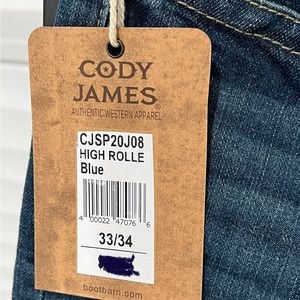 CODY
JAMES
AUTHENTIC WESTERN APPAREL
CJSP20J08
HIGH ROLLE
Blue
4 00022 47076 6
33/34
bootbarn.com